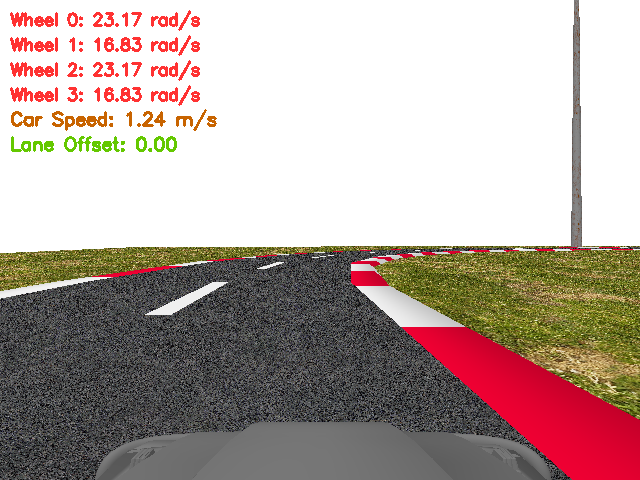 Wheel 0: 23.17 rad/s
Wheel 1: 16.83 rad/s
Wheel 2: 23.17 rad/s
Wheel 3: 16.83 rad/s
Car Speed: 1.24 m/s
Lane Offset: 0.00